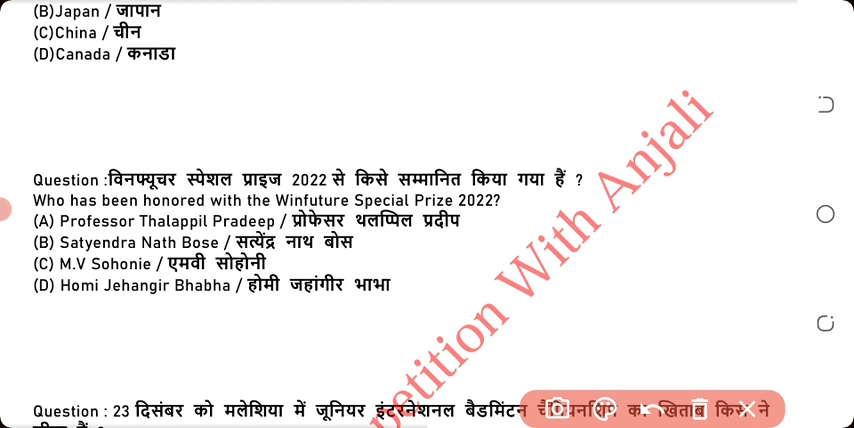 (B)Japan / जापान
(C)China / चीन
(D)Canada / कनाडा
Question :विनफ्यूचर स्पेशल प्राइज 2022 से किसे सम्मानित किया गया हैं ?
Who has been honored with the Winfuture Special Prize 2022?
(A) Professor Thalappil Pradeep / प्रोफेसर थलप्पिल प्रदीप
(B) Satyendra Nath Bose / सत्येंद्र नाथ बोस
(C) M.V Sohonie / एमवी सोहोनी
(D) Homi Jehangir Bhabha / होमी जहांगीर भाभा
petition With Anjali
Question : 23 दिसंबर को मलेशिया में जूनियर इंटरनेशनल बैडमिंटन चैंपियनशिप का खिताब किस ने